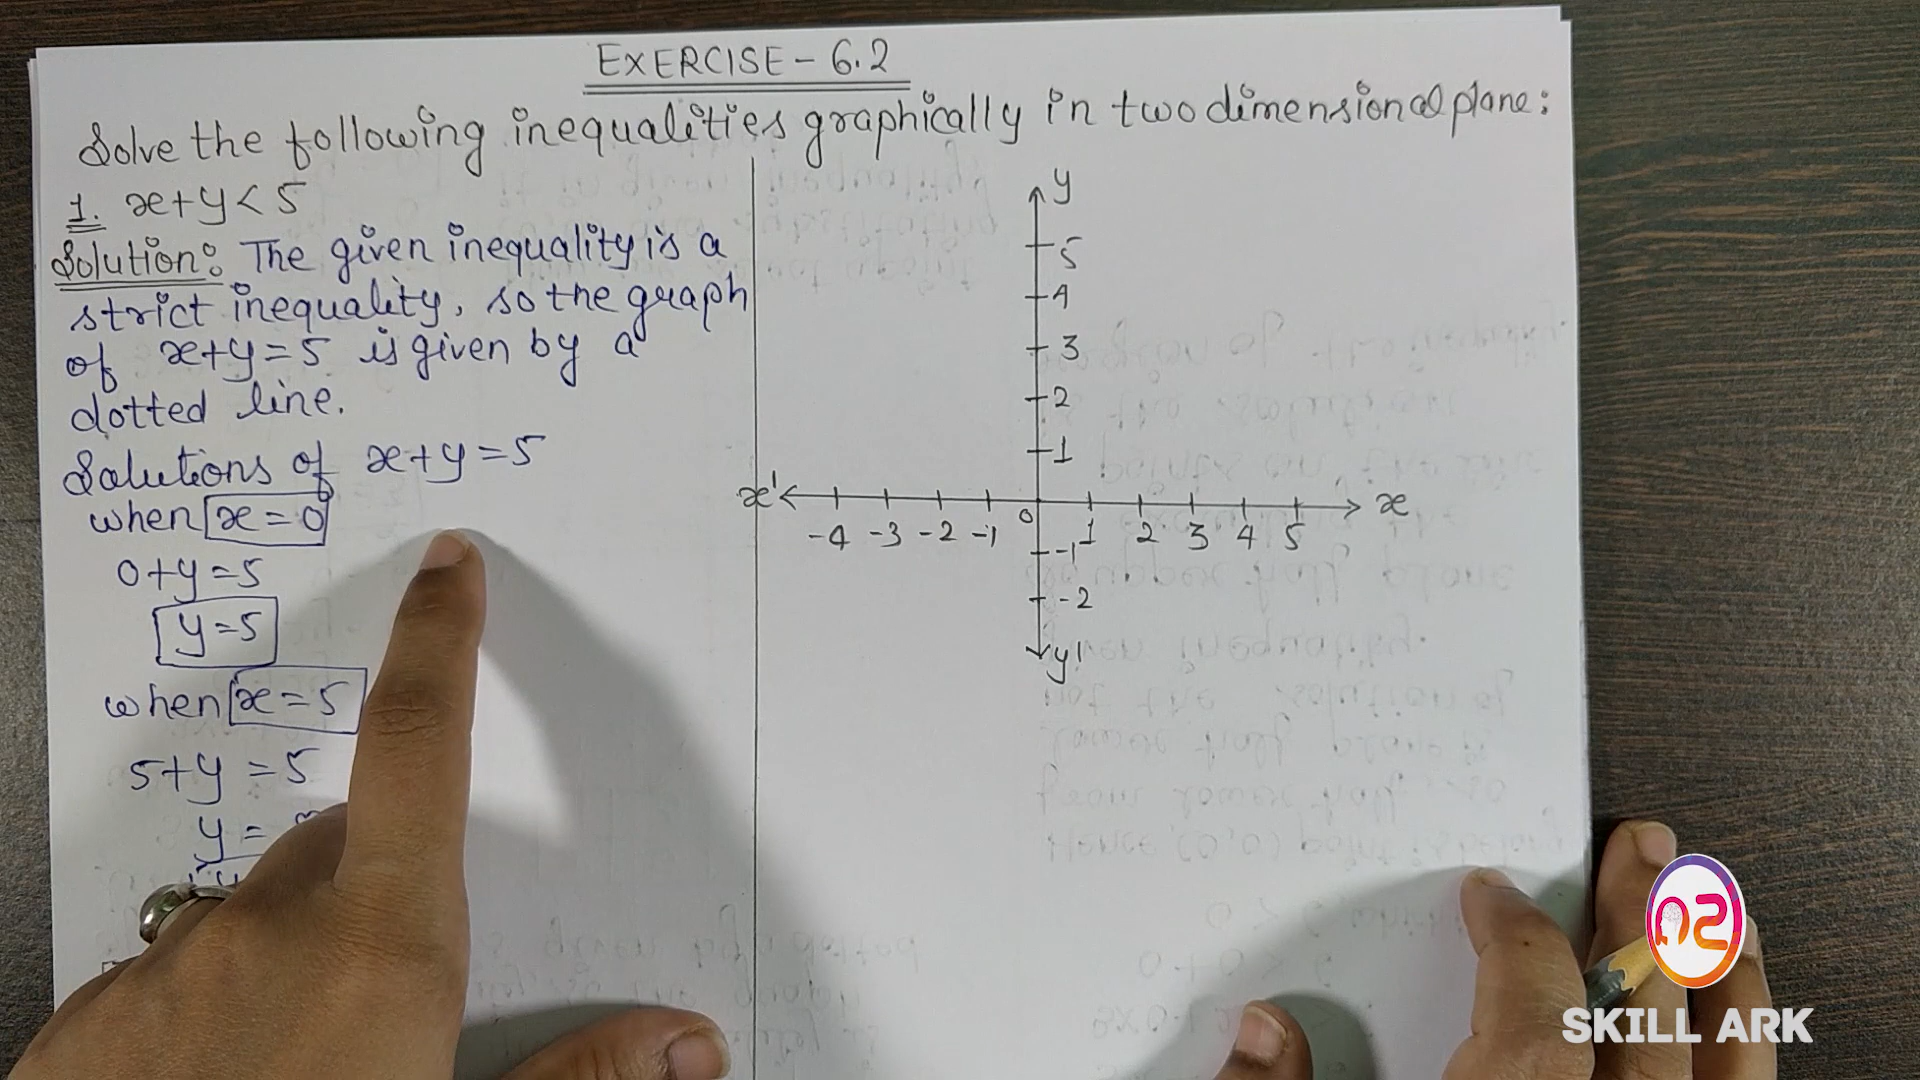 EXERCISE - 6.2
Solve the following inequalities graphically in two dimensional plane:
1. x+y<5
Solution: The given inequality is a
strict inequality, so the graph
of x+y=5 is given by a
dotted line.
Solutions of x+y=5
when x=0
0+y=5
y=5
when x=5
5+y=5
y =
y
5
4
3
2
1
x' x
-4 -3 -2 -1 0 1 2 3 4 5
-1
-2
y'
SKILL ARK